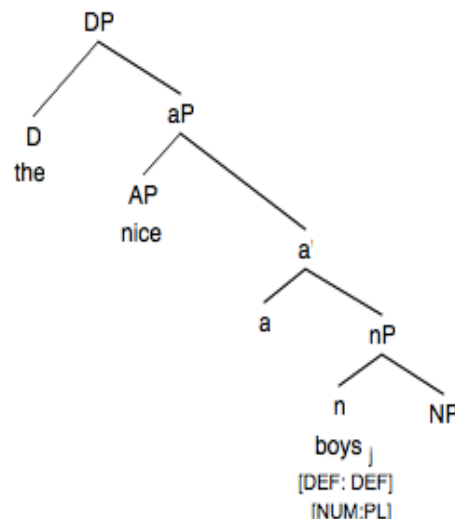 DP
D
aP
the
AP
nice
a'
a
nP
n
NP
boys j
[DEF: DEF]
[NUM:PL]